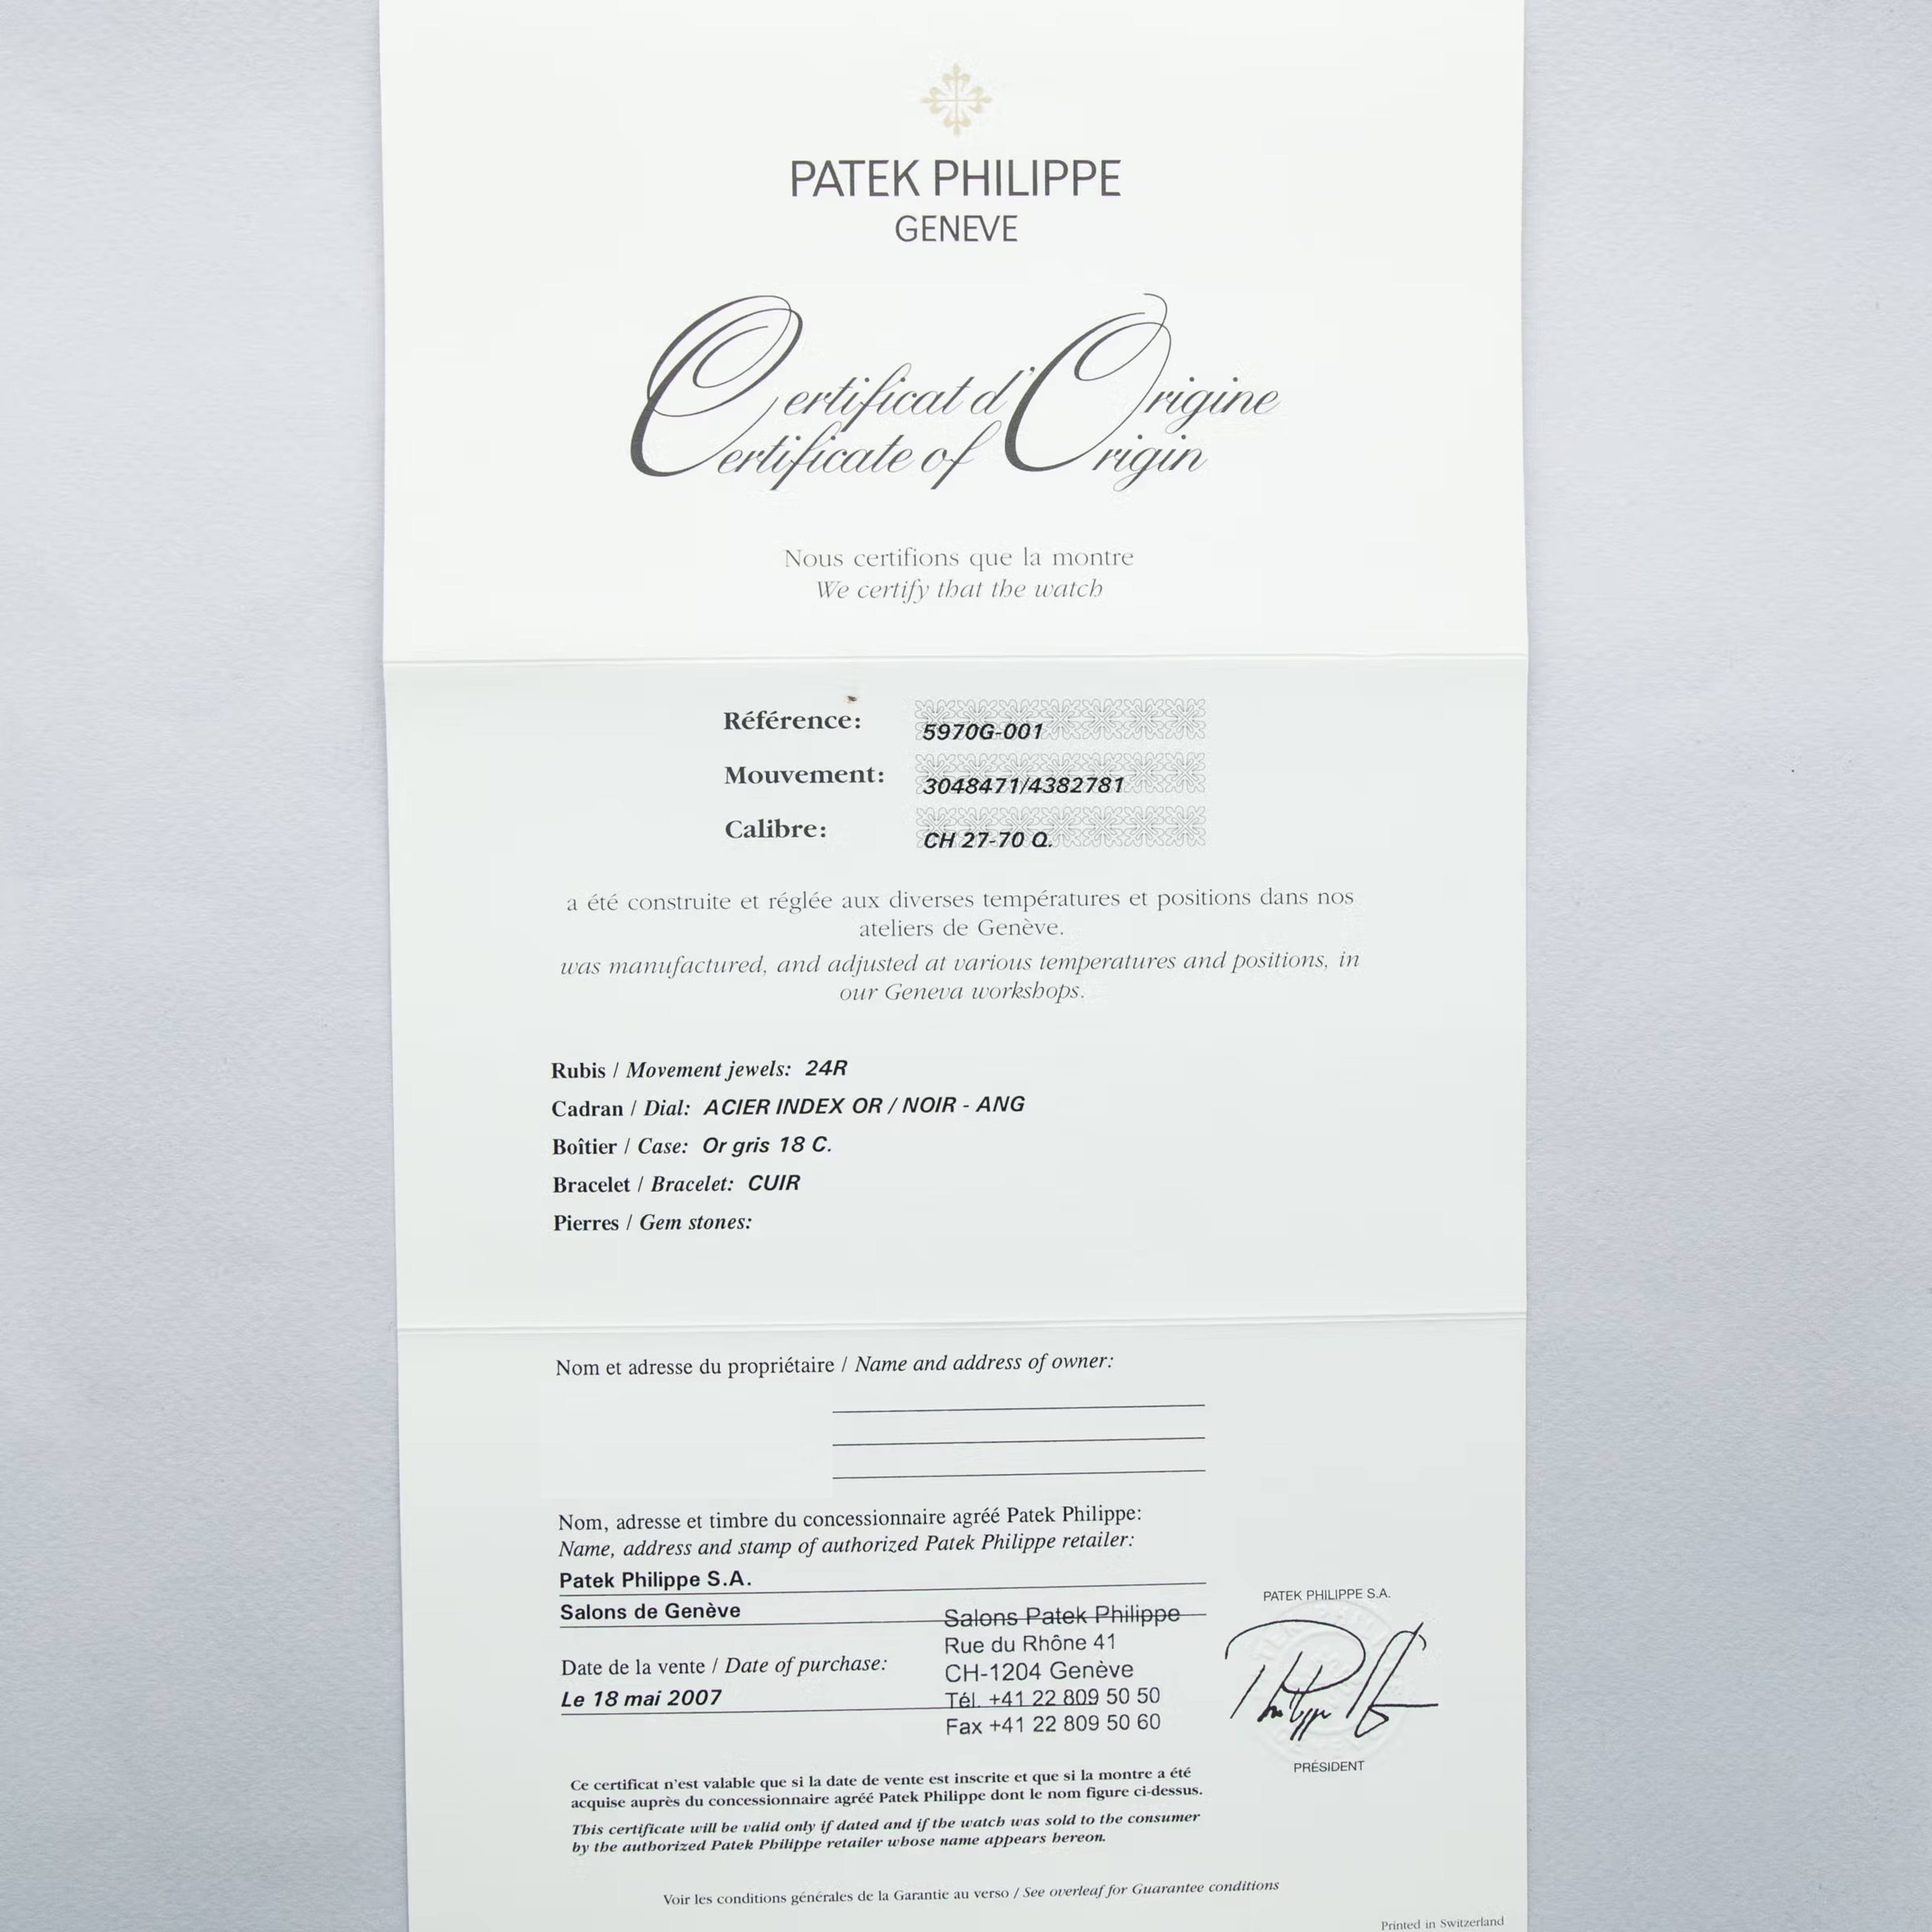 PATEK PHILIPPE
GENEVE
Certificat d'Origine
Certificate of Origin
Nous certifions que la montre
We certify that the watch
Référence: 5970G-001
Mouvement: 3048471/4382781
Calibre: CH 27-70 Q.
a été construite et réglée aux diverses températures et positions dans nos
ateliers de Genève.
was manufactured, and adjusted at various temperatures and positions, in
our Geneva workshops.
Rubis / Movement jewels: 24R
Cadran / Dial: ACIER INDEX OR / NOIR - ANG
Boîtier / Case: Or gris 18 C.
Bracelet / Bracelet: CUIR
Pierres / Gem stones:
Nom et adresse du propriétaire / Name and address of owner:
Nom, adresse et timbre du concessionnaire agréé Patek Philippe:
Name, address and stamp of authorized Patek Philippe retailer:
Patek Philippe S.A.
Salons de Genève
Salons Patek Philippe
Rue du Rhône 41
CH-1204 Genève
Tél. +41 22 809 50 50
Fax +41 22 809 50 60
Date de la vente / Date of purchase:
Le 18 mai 2007
PATEK PHILIPPE S.A.
PRÉSIDENT
Ce certificat n'est valable que si la date de vente est inscrite et que si la montre a été
acquise auprès du concessionnaire agréé Patek Philippe dont le nom figure ci-dessus.
This certificate will be valid only if dated and if the watch was sold to the consumer
by the authorized Patek Philippe retailer whose name appears hereon.
Voir les conditions générales de la Garantie au verso / See overleaf for Guarantee conditions
Printed in Switzerland